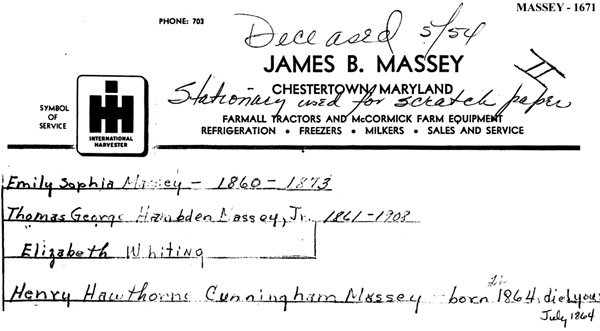 MASSEY - 1671
PHONE: 703
Deceased 5/54
JAMES B. MASSEY
II
CHESTERTOWN, MARYLAND
Stationary used for scratch paper
SYMBOL
OF
SERVICE
IH
INTERNATIONAL
HARVESTER
FARMALL TRACTORS AND McCORMICK FARM EQUIPMENT
REFRIGERATION • FREEZERS • MILKERS • SALES AND SERVICE
Emily Sophia Massey - 1860 - 1873
Thomas George Hambden Massey, Jr. 1861-1908
Elizabeth Whiting
Henry Hawthorne Cunningham Massey born 1864, died you
July 1864